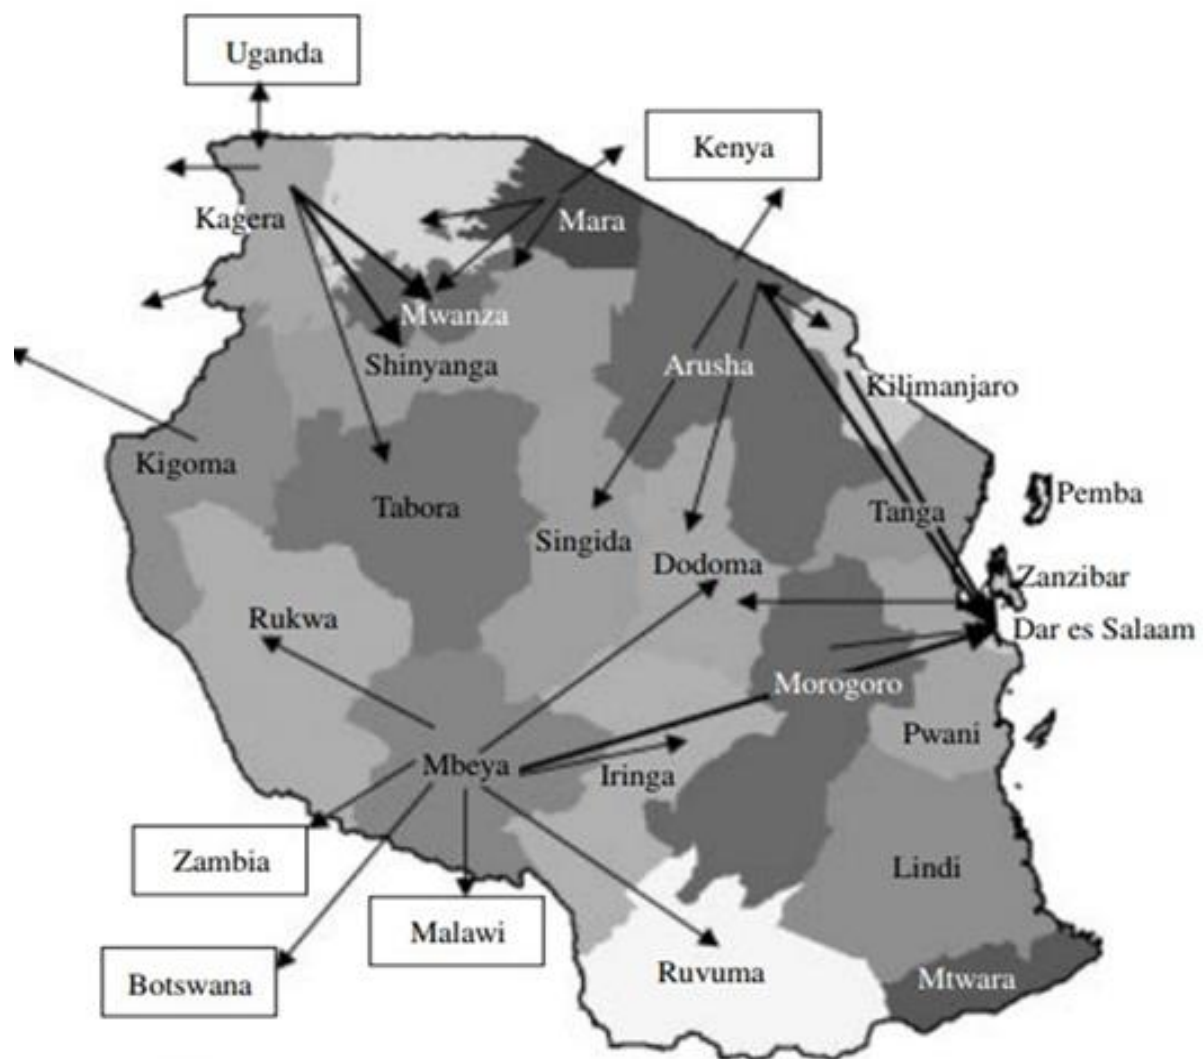 Uganda
Kenya
Kagera
Mara
Mwanza
Shinyanga
Arusha
Kilimanjaro
Kigoma
Tabora
Singida
Dodoma
Tanga
Pemba
Zanzibar
Rukwa
Dar es Salaam
Morogoro
Pwani
Mbeya
Iringa
Zambia
Lindi
Malawi
Botswana
Ruvuma
Mtwara